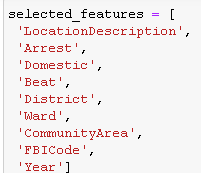 selected_features = [
'LocationDescription',
'Arrest',
'Domestic',
'Beat',
'District',
'Ward',
'CommunityArea',
'FBICode',
'Year']